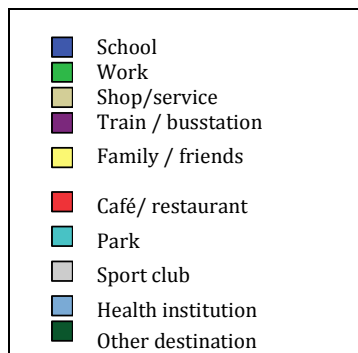 School
Work
Shop/service
Train / busstation
Family / friends
Café/ restaurant
Park
Sport club
Health institution
Other destination